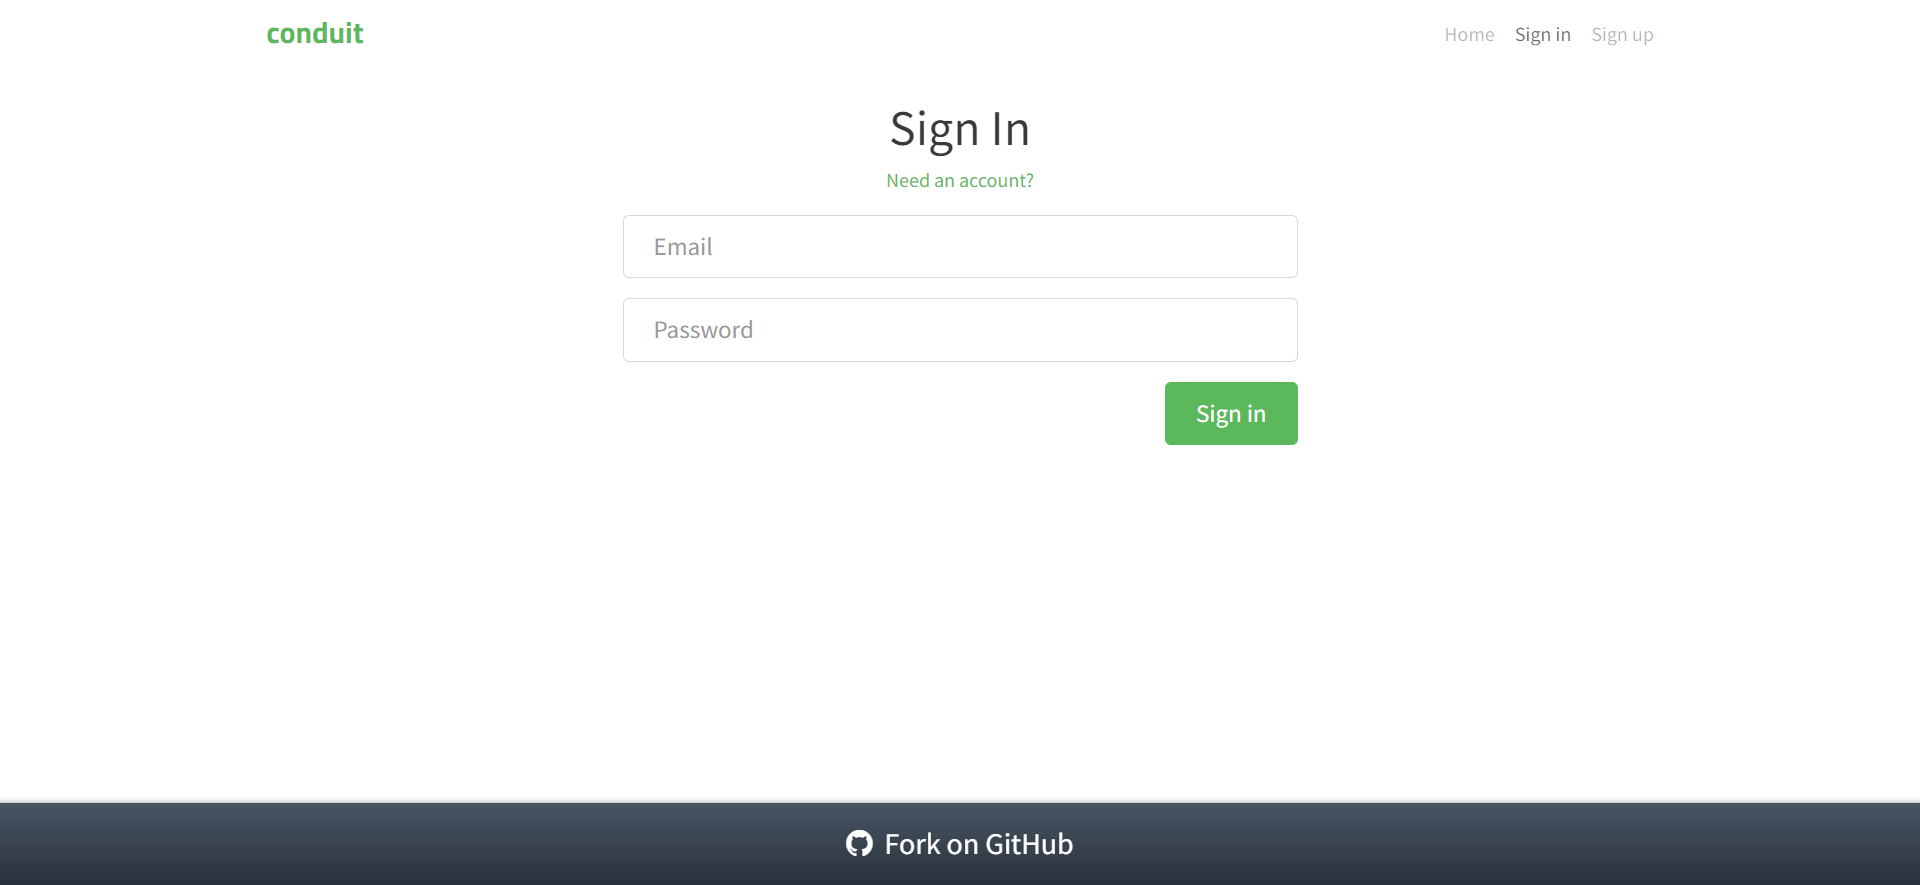 conduit
Home Sign in Sign up
Sign In
Need an account?
Email
Password
Sign in
Fork on GitHub